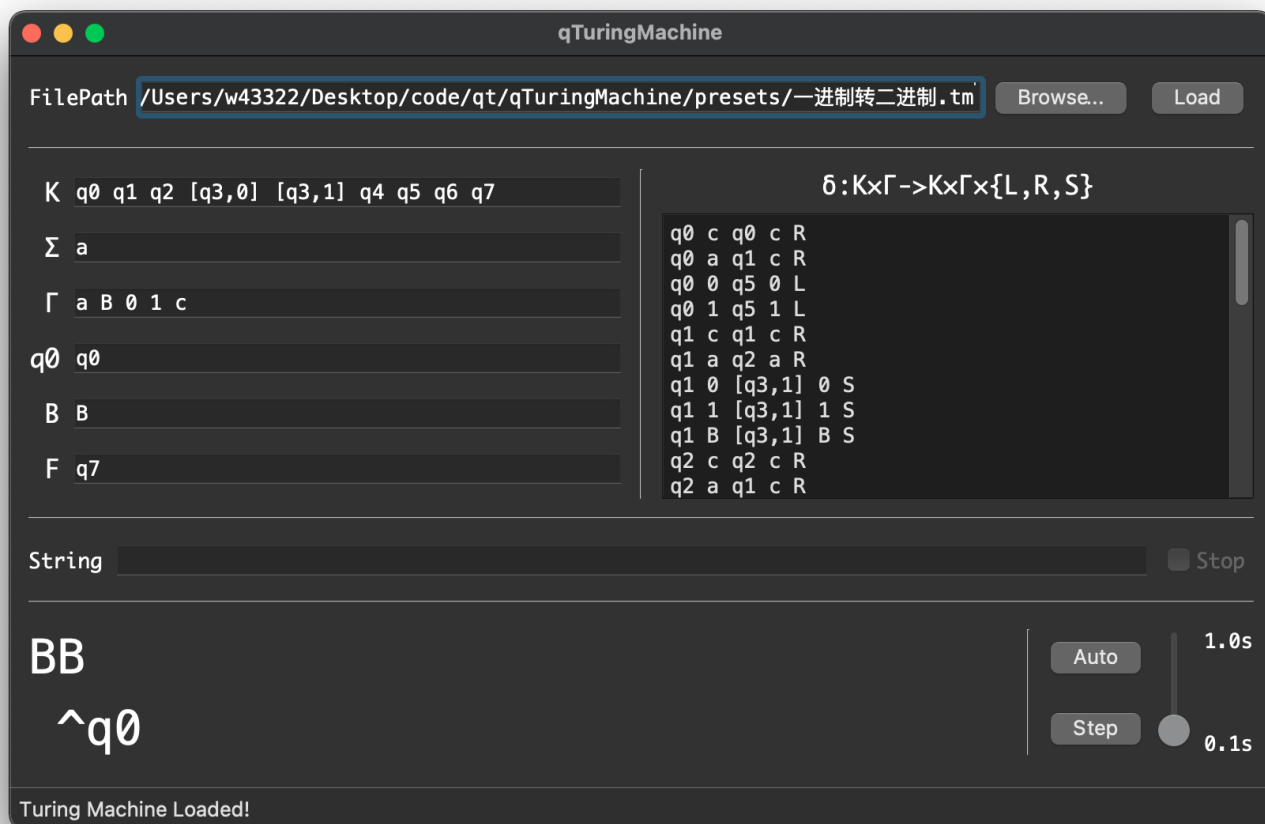 qTuringMachine
FilePath /Users/w43322/Desktop/code/qt/qTuringMachine/presets/一进制转二进制.tm Browse... Load
K q0 q1 q2 [q3,0] [q3,1] q4 q5 q6 q7
Σ a
Γ a B 0 1 c
q0 q0
B B
F q7
δ:K×Γ->K×Γ×{L,R,S}
q0 c q0 c R
q0 a q1 c R
q0 0 q5 0 L
q0 1 q5 1 L
q1 c q1 c R
q1 a q2 a R
q1 0 [q3,1] 0 S
q1 1 [q3,1] 1 S
q1 B [q3,1] B S
q2 c q2 c R
q2 a q1 c R
String Stop
BB
^q0
Auto
Step
1.0s
0.1s
Turing Machine Loaded!